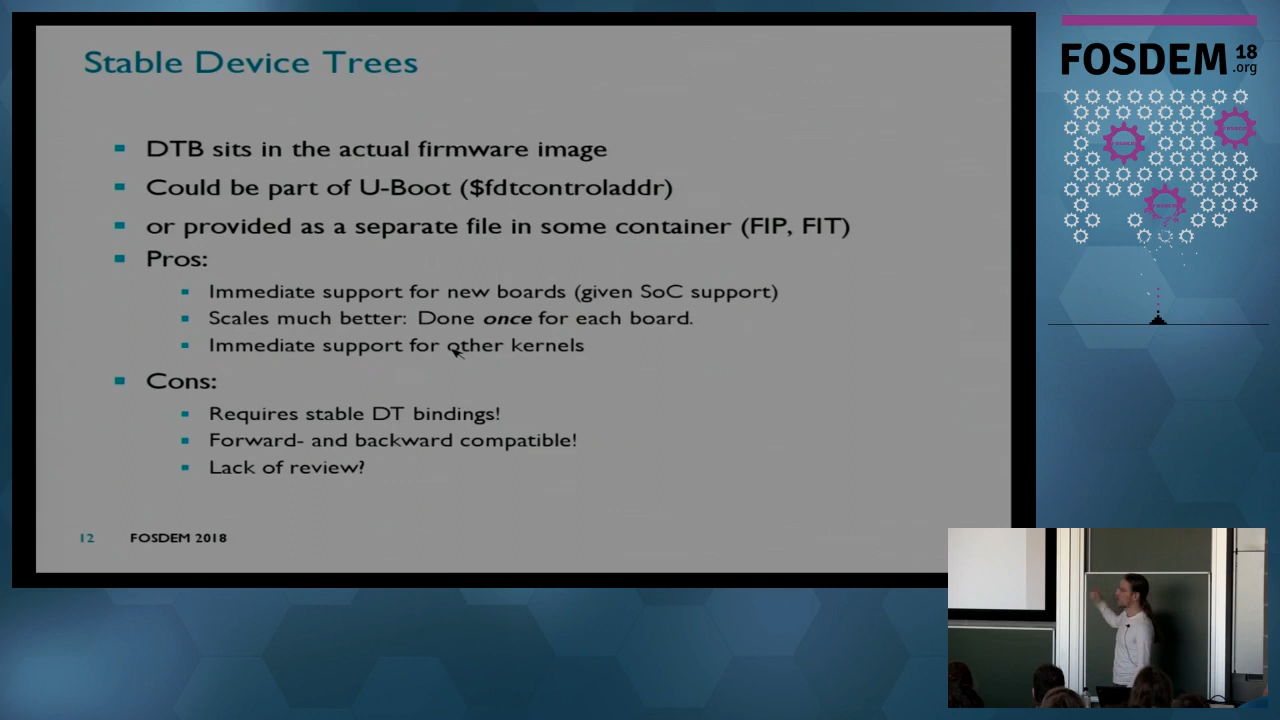 Stable Device Trees
DTB sits in the actual firmware image
Could be part of U-Boot ($fdtcontroladdr)
or provided as a separate file in some container (FIP, FIT)
Pros:
Immediate support for new boards (given SoC support)
Scales much better: Done once for each board.
Immediate support for other kernels
Cons:
Requires stable DT bindings!
Forward- and backward compatible!
Lack of review?
12 FOSDEM 2018
FOSDEM 18
.org